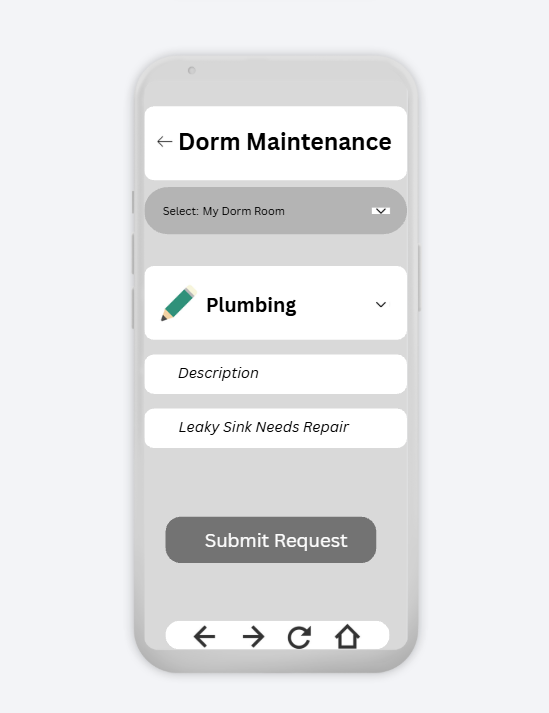 Dorm Maintenance
Select: My Dorm Room
Plumbing
Description
Leaky Sink Needs Repair
Submit Request